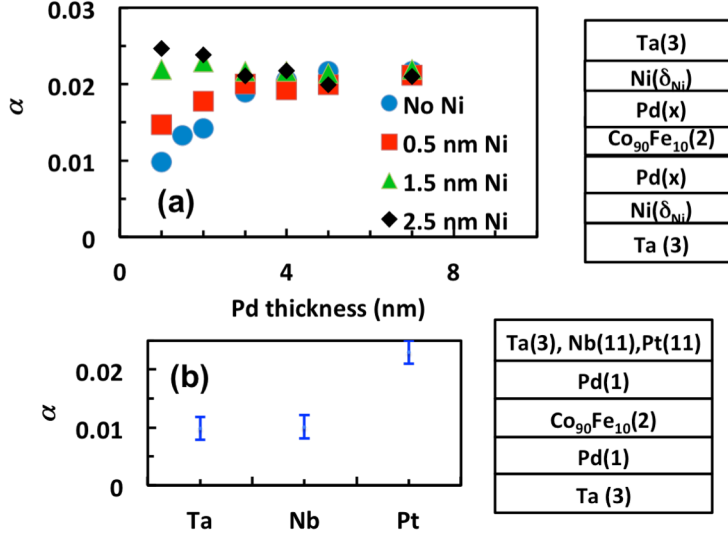 0.03
0.02
0.01
0
α
(a)
No Ni
0.5 nm Ni
1.5 nm Ni
2.5 nm Ni
0 4 8
Pd thickness (nm)
Ta(3)
Ni(δNi)
Pd(x)
Co90Fe10(2)
Pd(x)
Ni(δNi)
Ta (3)
0.02
0.01
0
α
(b)
Ta Nb Pt
Ta(3), Nb(11),Pt(11)
Pd(1)
Co90Fe10(2)
Pd(1)
Ta (3)